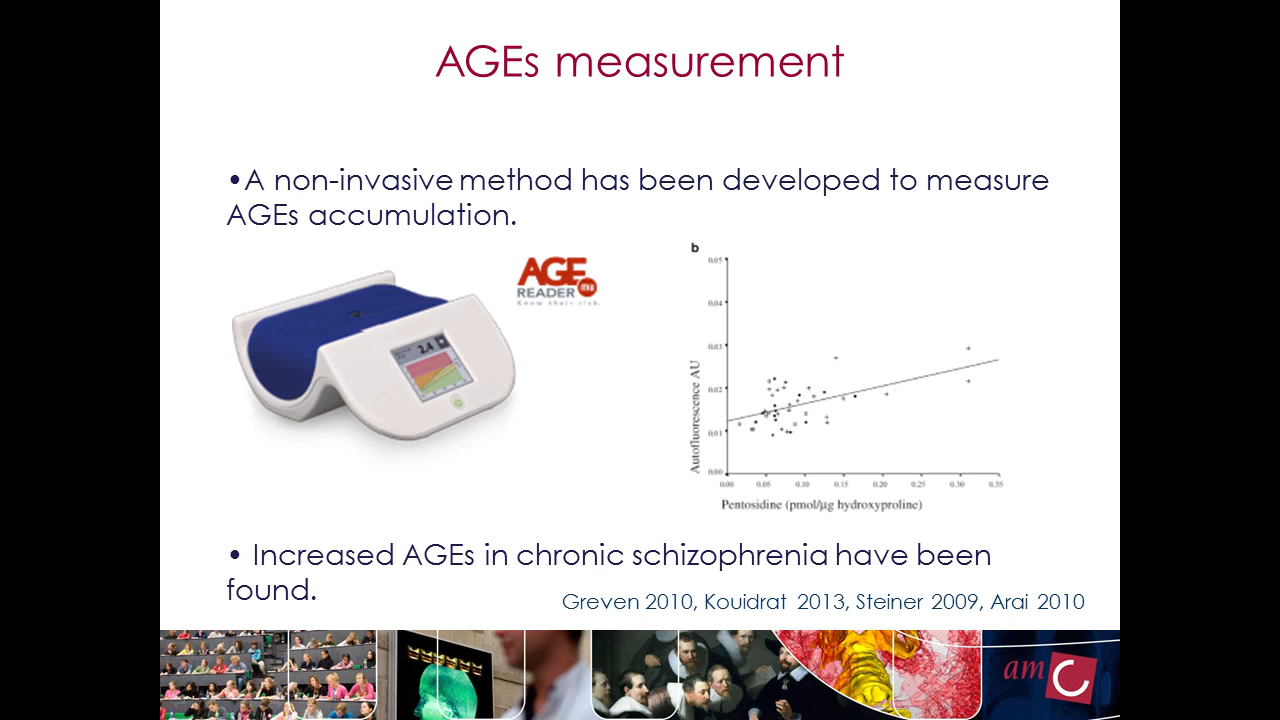 AGEs measurement
•A non-invasive method has been developed to measure
AGEs accumulation.
AGE
READER mu
Know their risk.
2.4
b
0.05
0.04
0.03
0.02
0.01
0.00
Autofluorescence AU
0.00 0.05 0.10 0.15 0.20 0.25 0.30 0.35
Pentosidine (pmol/µg hydroxyproline)
• Increased AGEs in chronic schizophrenia have been
found.
Greven 2010, Kouidrat 2013, Steiner 2009, Arai 2010
amC